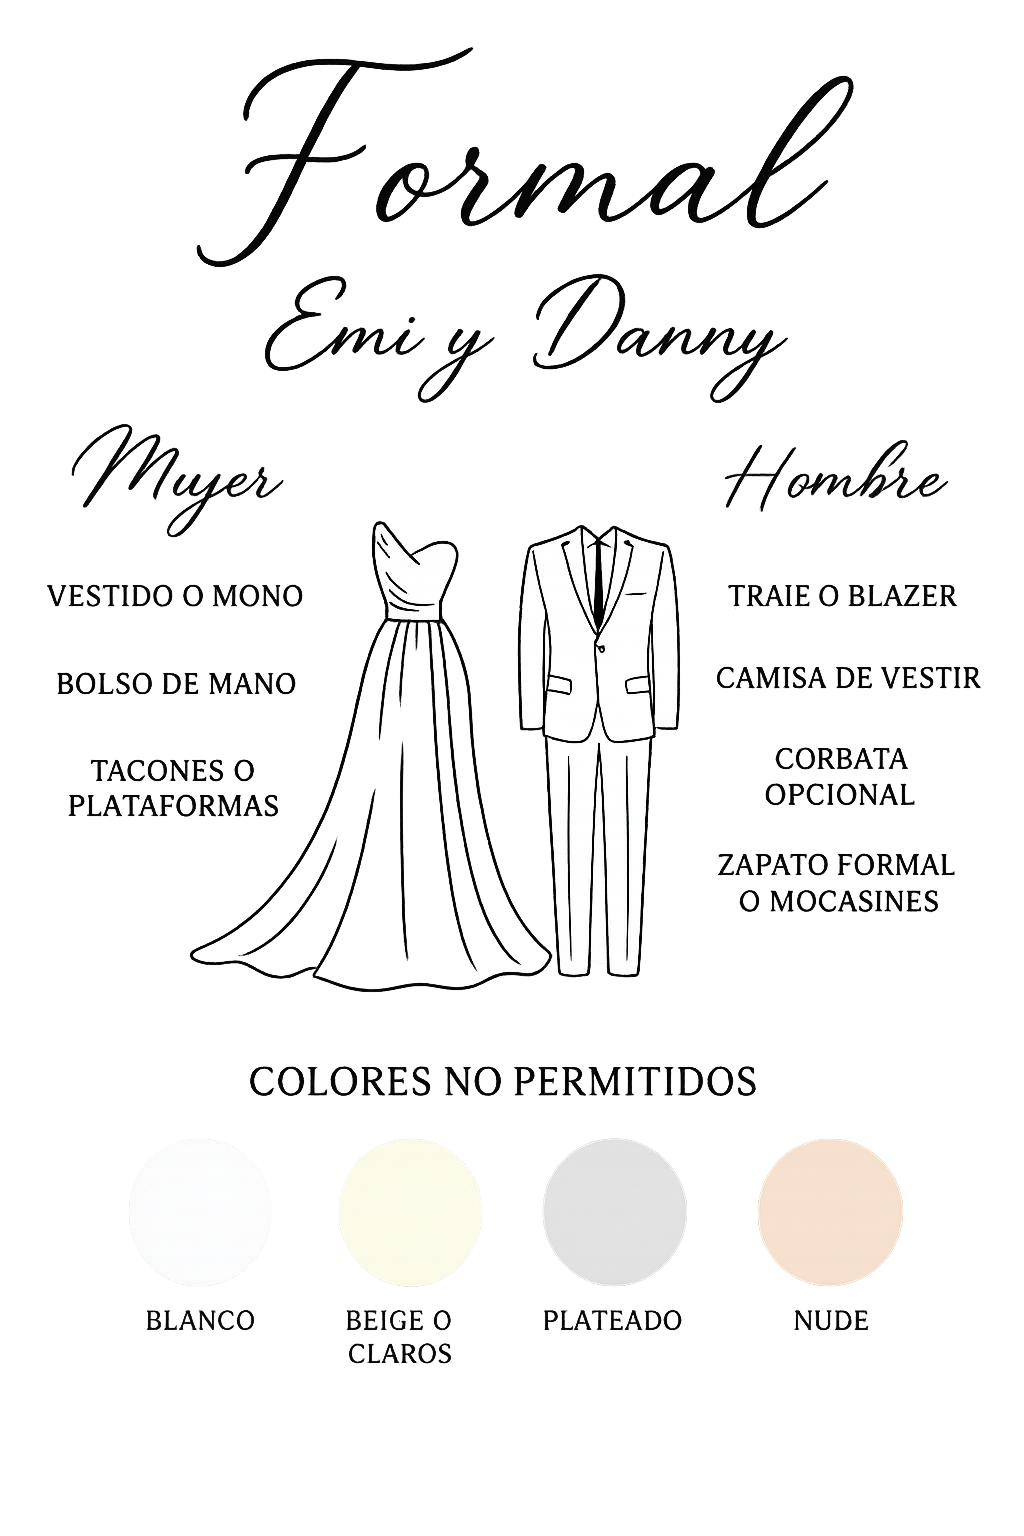 Formal
Emi y Danny
Mujer
VESTIDO O MONO
BOLSO DE MANO
TACONES O
PLATAFORMAS
Hombre
TRAIE O BLAZER
CAMISA DE VESTIR
CORBATA
OPCIONAL
ZAPATO FORMAL
O MOCASINES
COLORES NO PERMITIDOS
BLANCO
BEIGE O
CLAROS
PLATEADO
NUDE